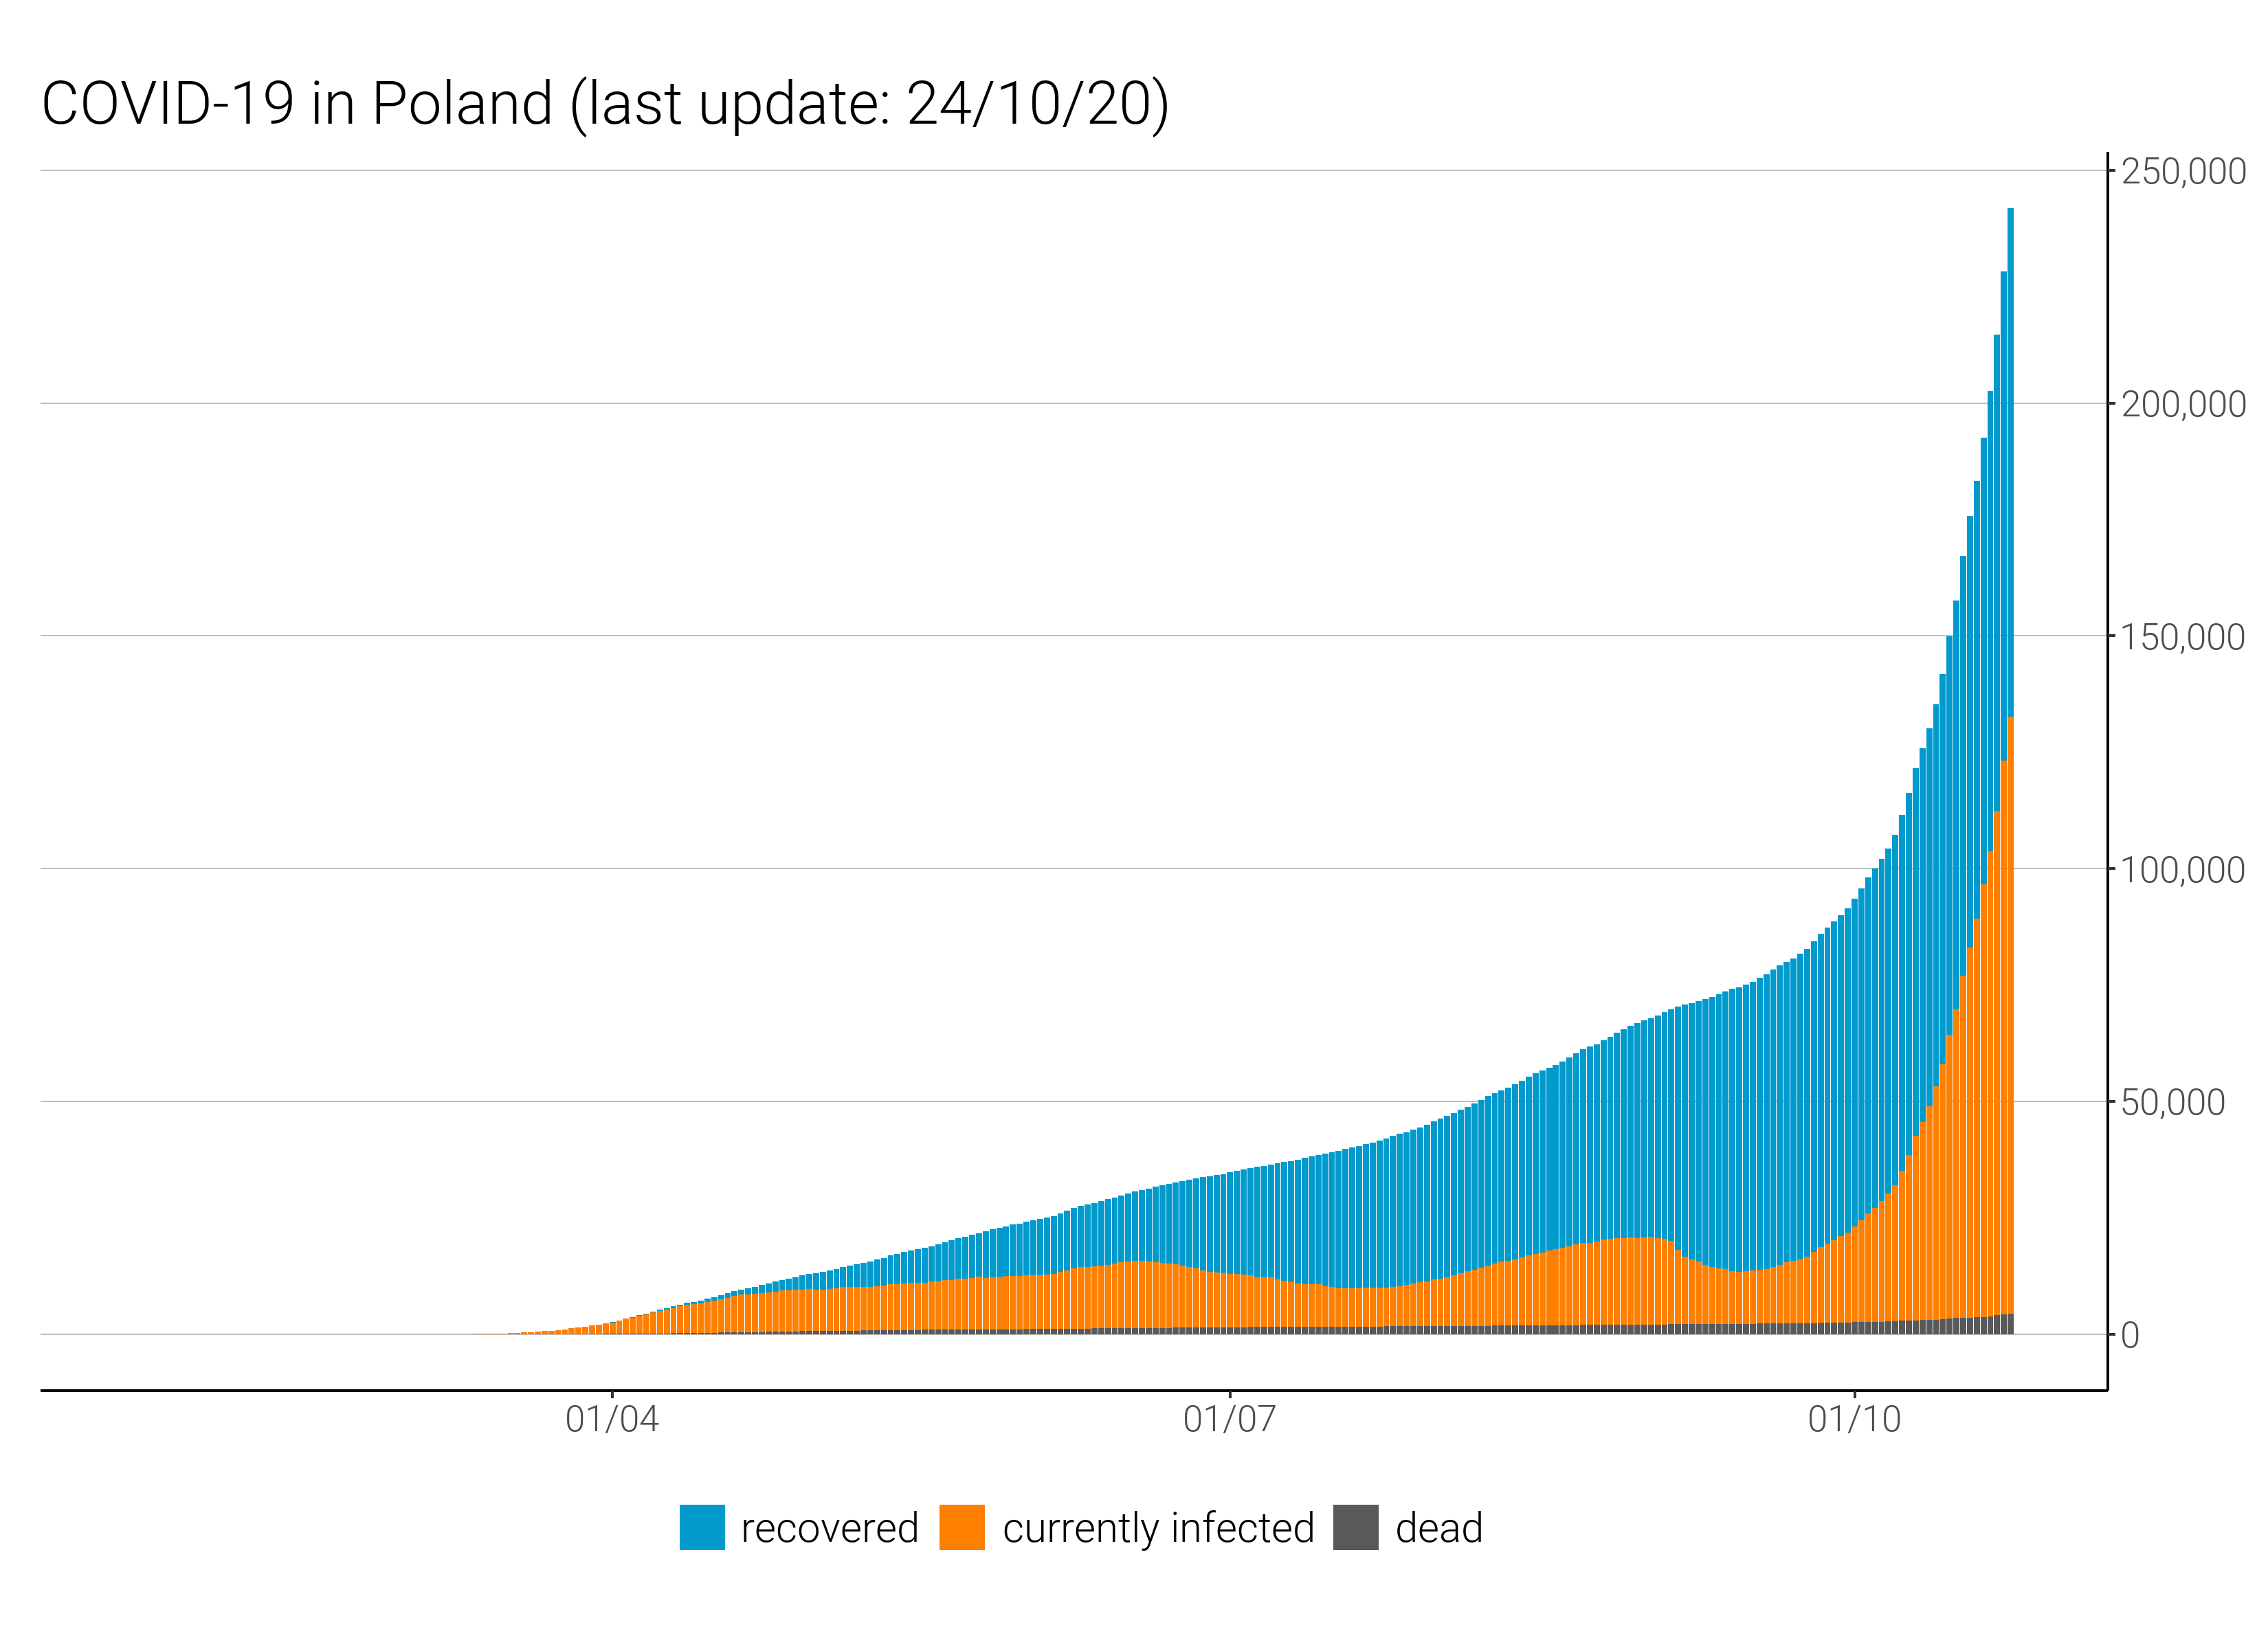 COVID-19 in Poland (last update: 24/10/20)
250,000
200,000
150,000
100,000
50,000
0
01/04 01/07 01/10
recovered currently infected dead